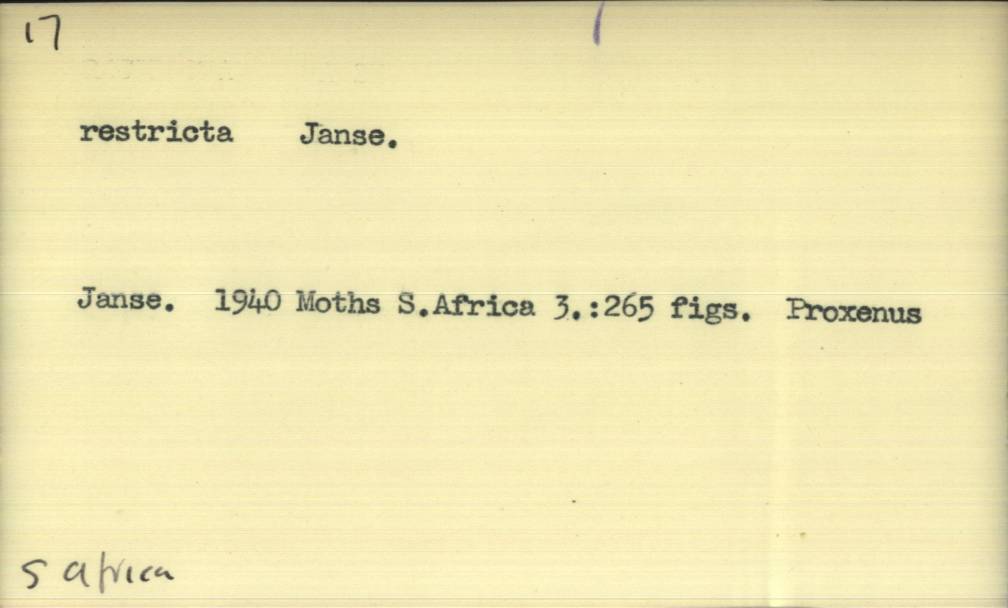 17
restricta Janse.
Janse. 1940 Moths S.Africa 3.:265 figs. Proxenus
S Africa